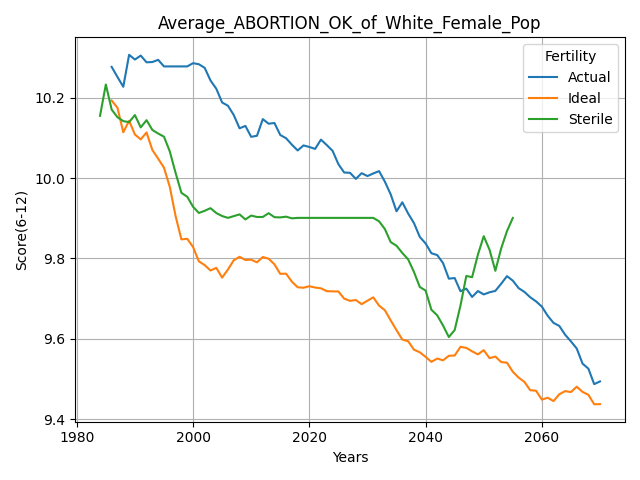 Average_ABORTION_OK_of_White_Female_Pop
Fertility
Actual
Ideal
Sterile
Score(6-12)
10.2
10.0
9.8
9.6
9.4
1980
2000
2020
2040
2060
Years